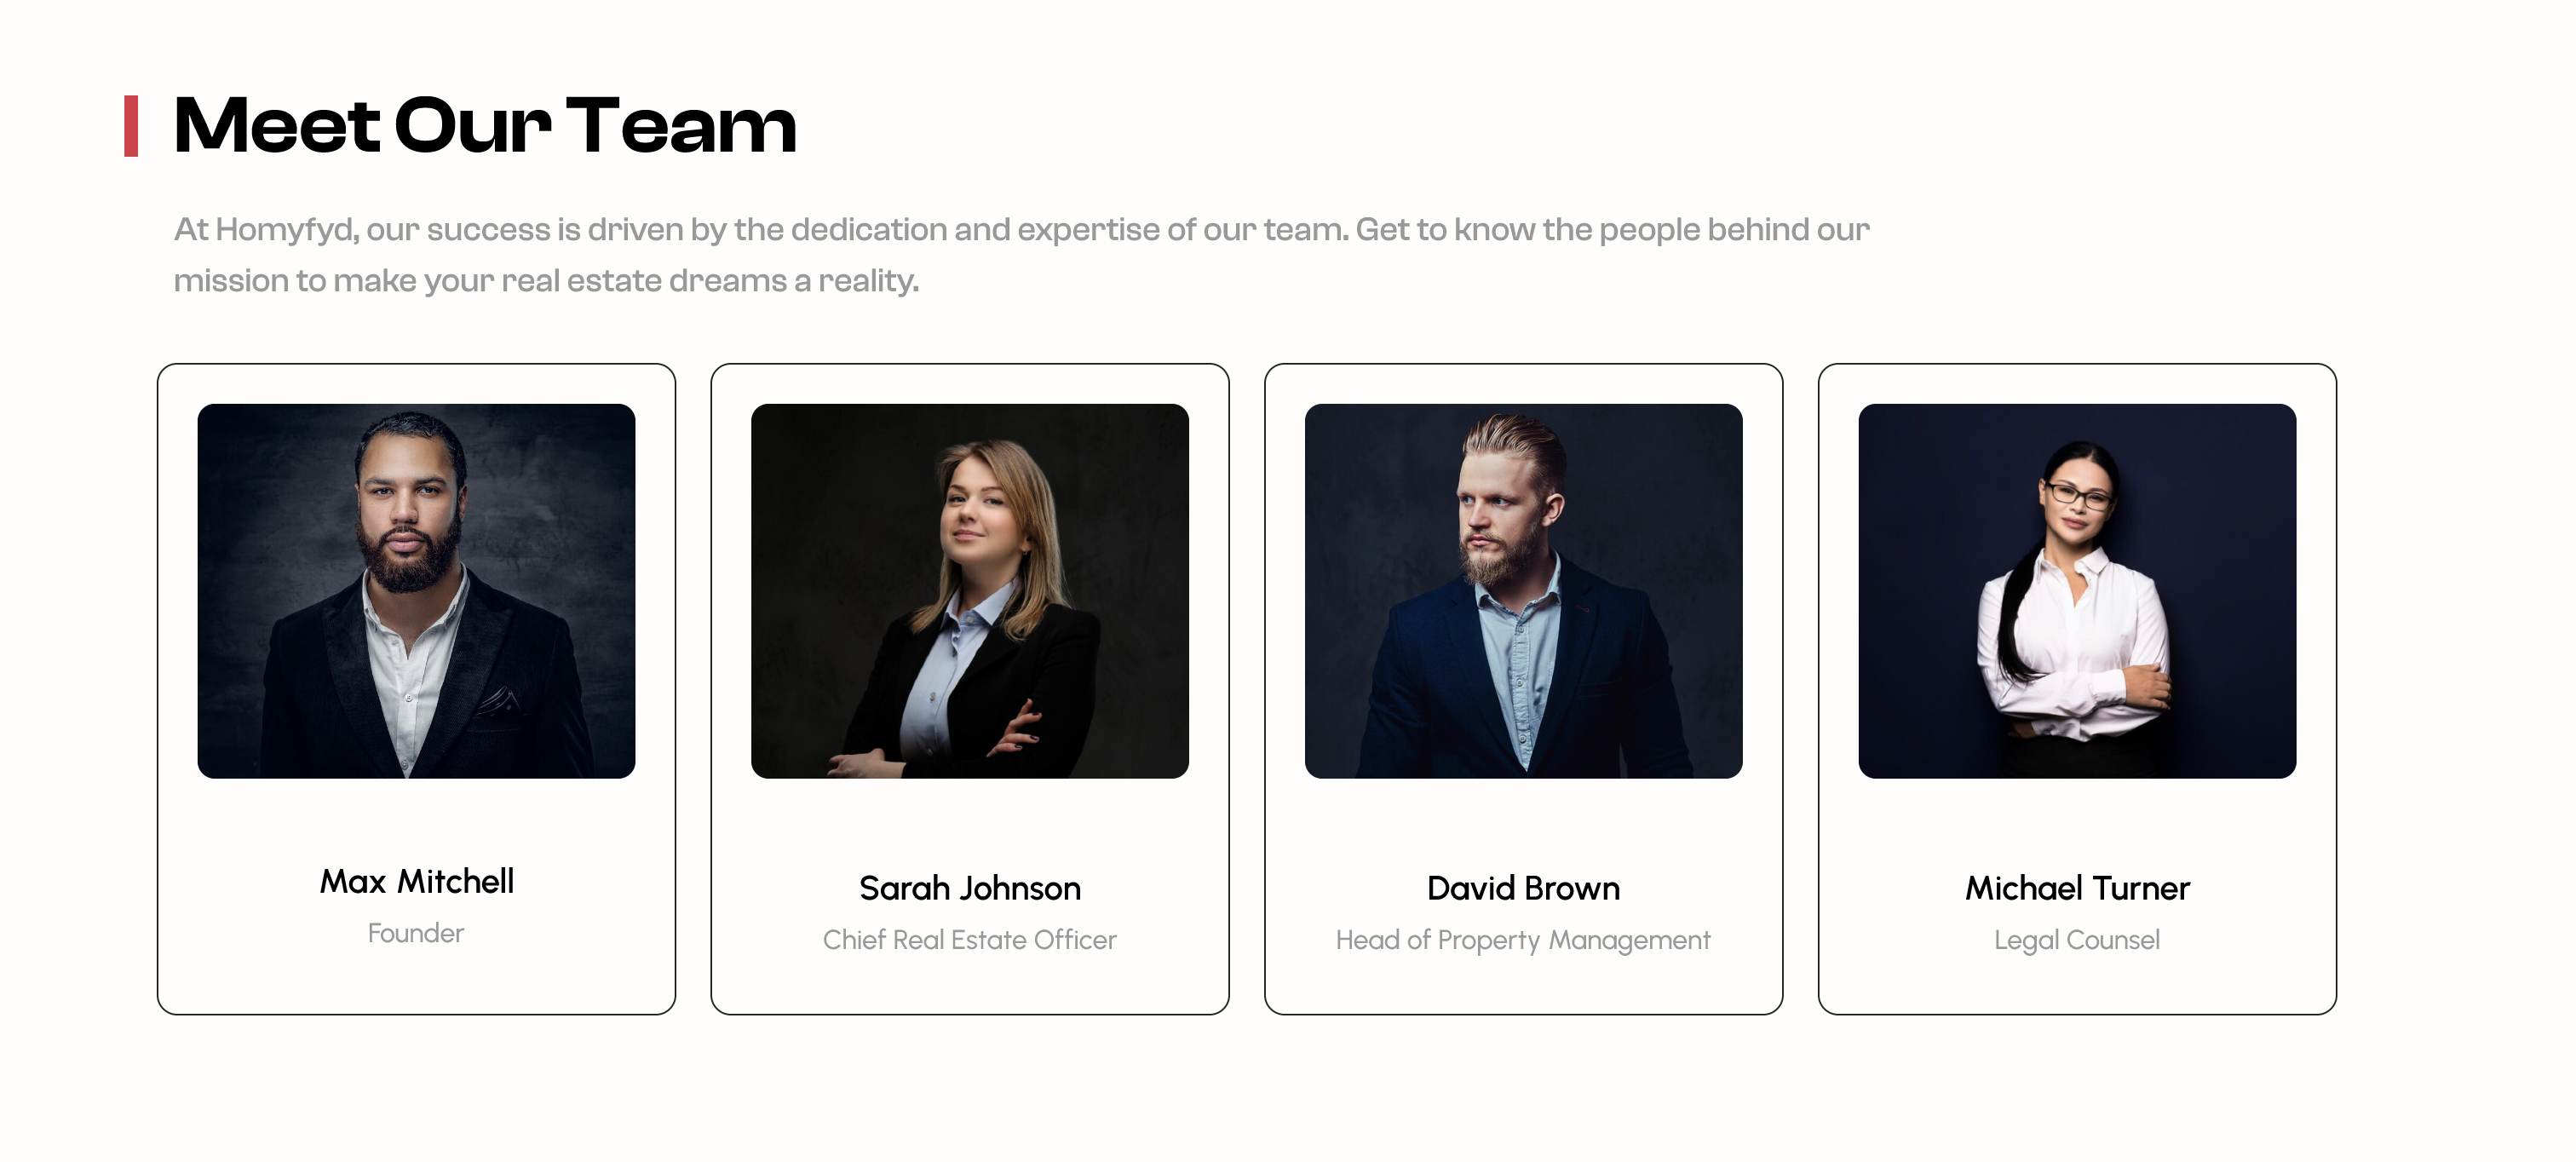 Meet Our Team
At Homyfyd, our success is driven by the dedication and expertise of our team. Get to know the people behind our
mission to make your real estate dreams a reality.
Max Mitchell
Founder
Sarah Johnson
Chief Real Estate Officer
David Brown
Head of Property Management
Michael Turner
Legal Counsel